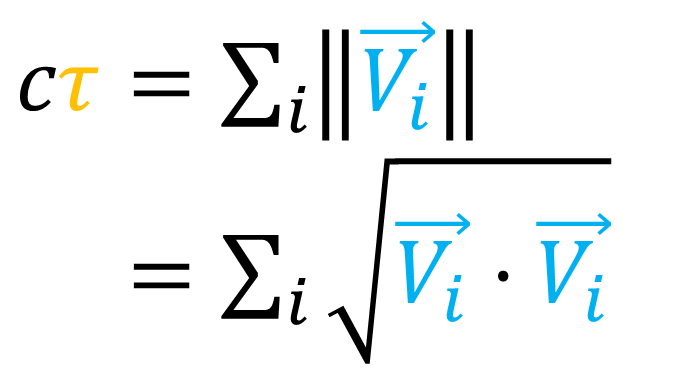 cτ = ∑ᵢ‖V⃗ᵢ‖
= ∑ᵢ√(V⃗ᵢ · V⃗ᵢ)